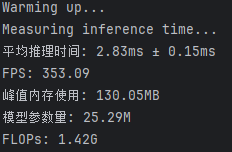 Warming up...
Measuring inference time...
平均推理时间: 2.83ms ± 0.15ms
FPS: 353.09
峰值内存使用: 130.05MB
模型参数量: 25.29M
FLOPs: 1.42G